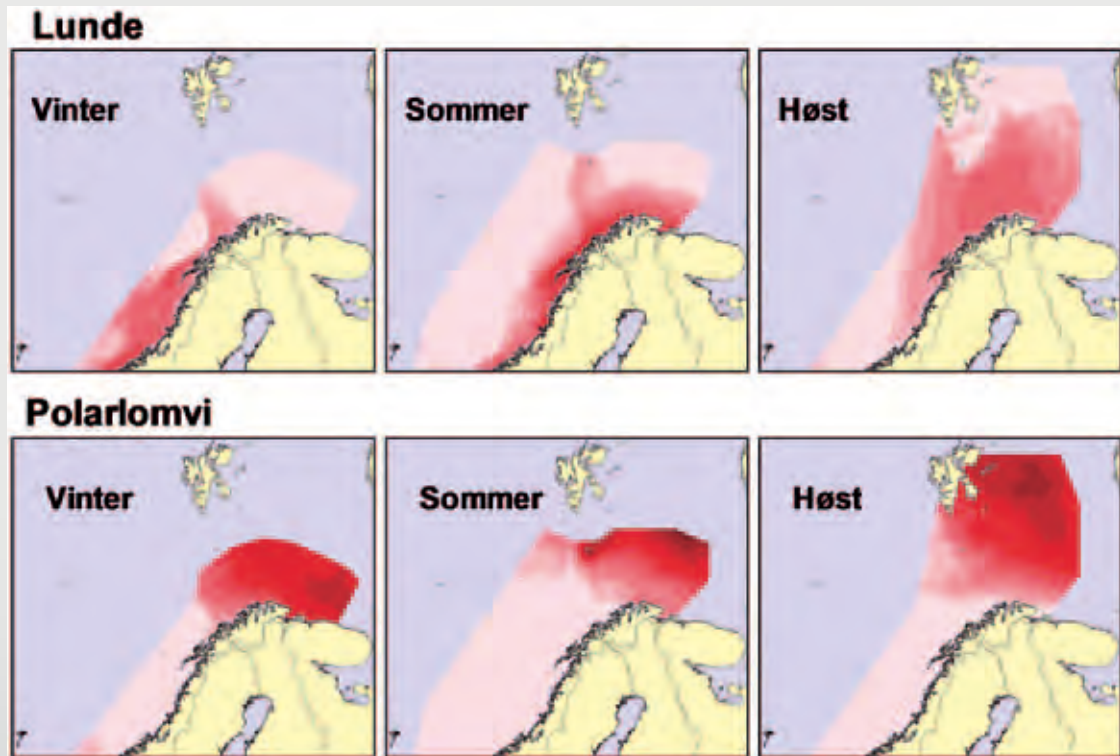 Lunde
Vinter
Sommer
Høst
Polarlomvi
Vinter
Sommer
Høst